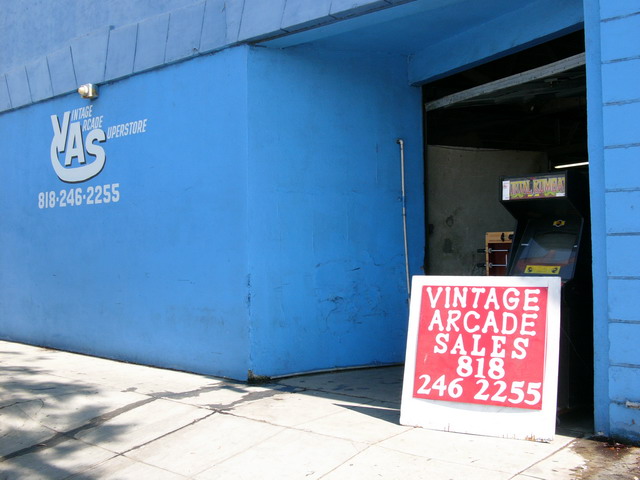 VINTAGE
ARCADE
SUPERSTORE
VAS
818·246·2255
VINTAGE
ARCADE
SALES
818
246 2255